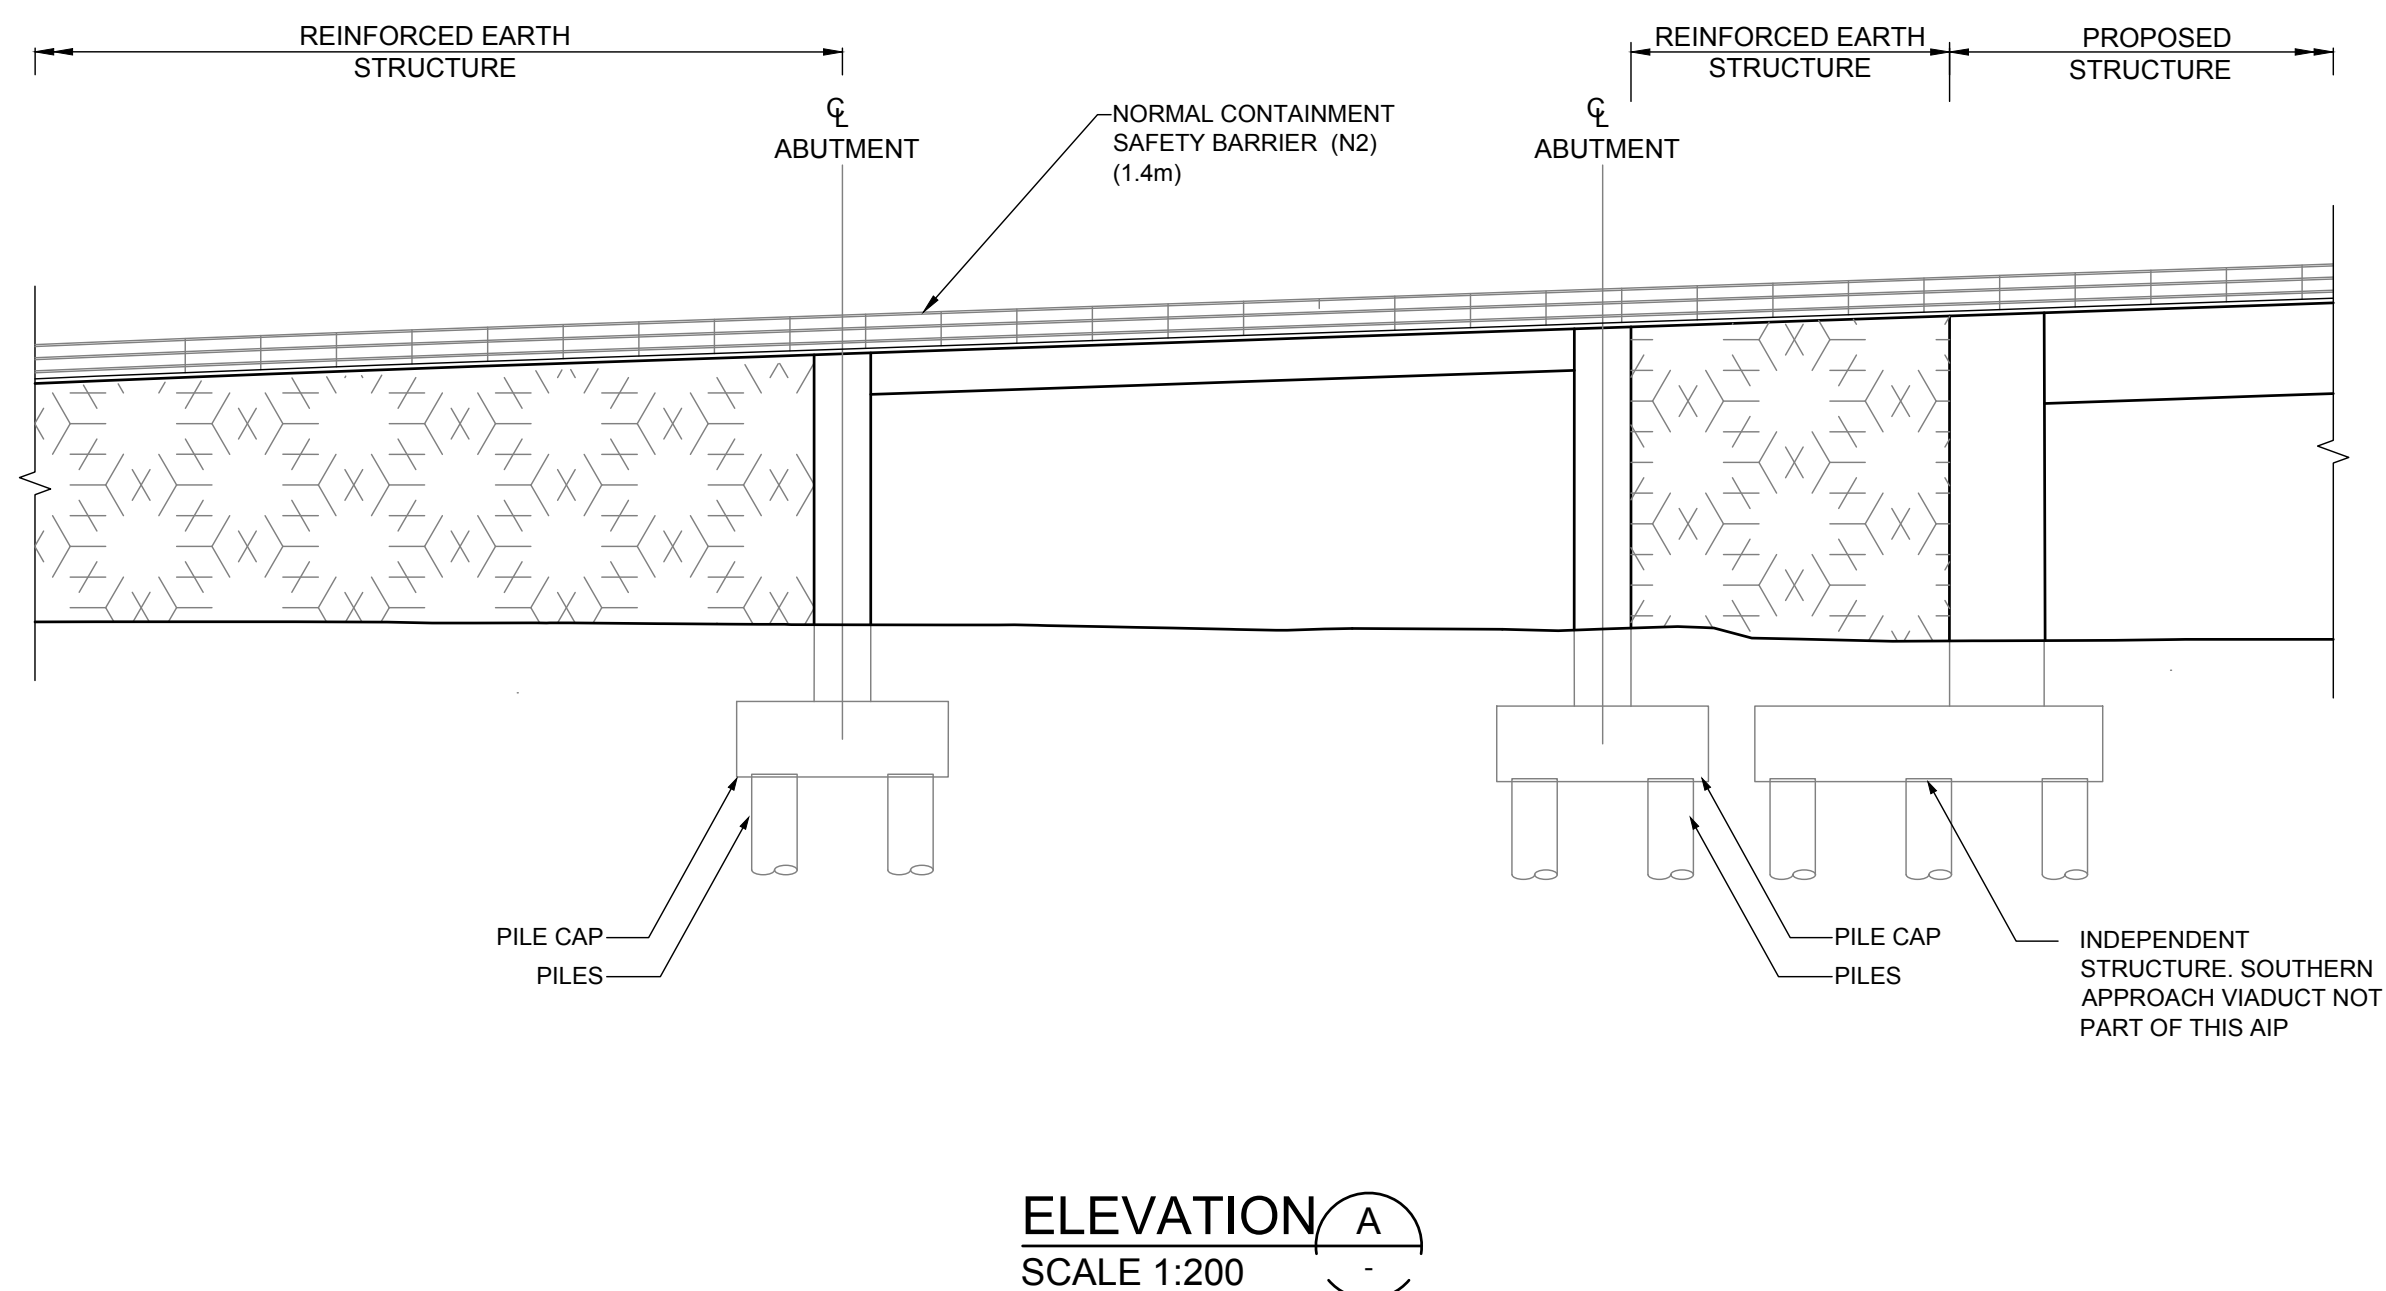 REINFORCED EARTH
STRUCTURE
REINFORCED EARTH
STRUCTURE
PROPOSED
STRUCTURE
℄
ABUTMENT
NORMAL CONTAINMENT
SAFETY BARRIER (N2)
(1.4m)
℄
ABUTMENT
PILE CAP
PILES
PILE CAP
PILES
INDEPENDENT
STRUCTURE. SOUTHERN
APPROACH VIADUCT NOT
PART OF THIS AIP
ELEVATION
A
SCALE 1:200
-